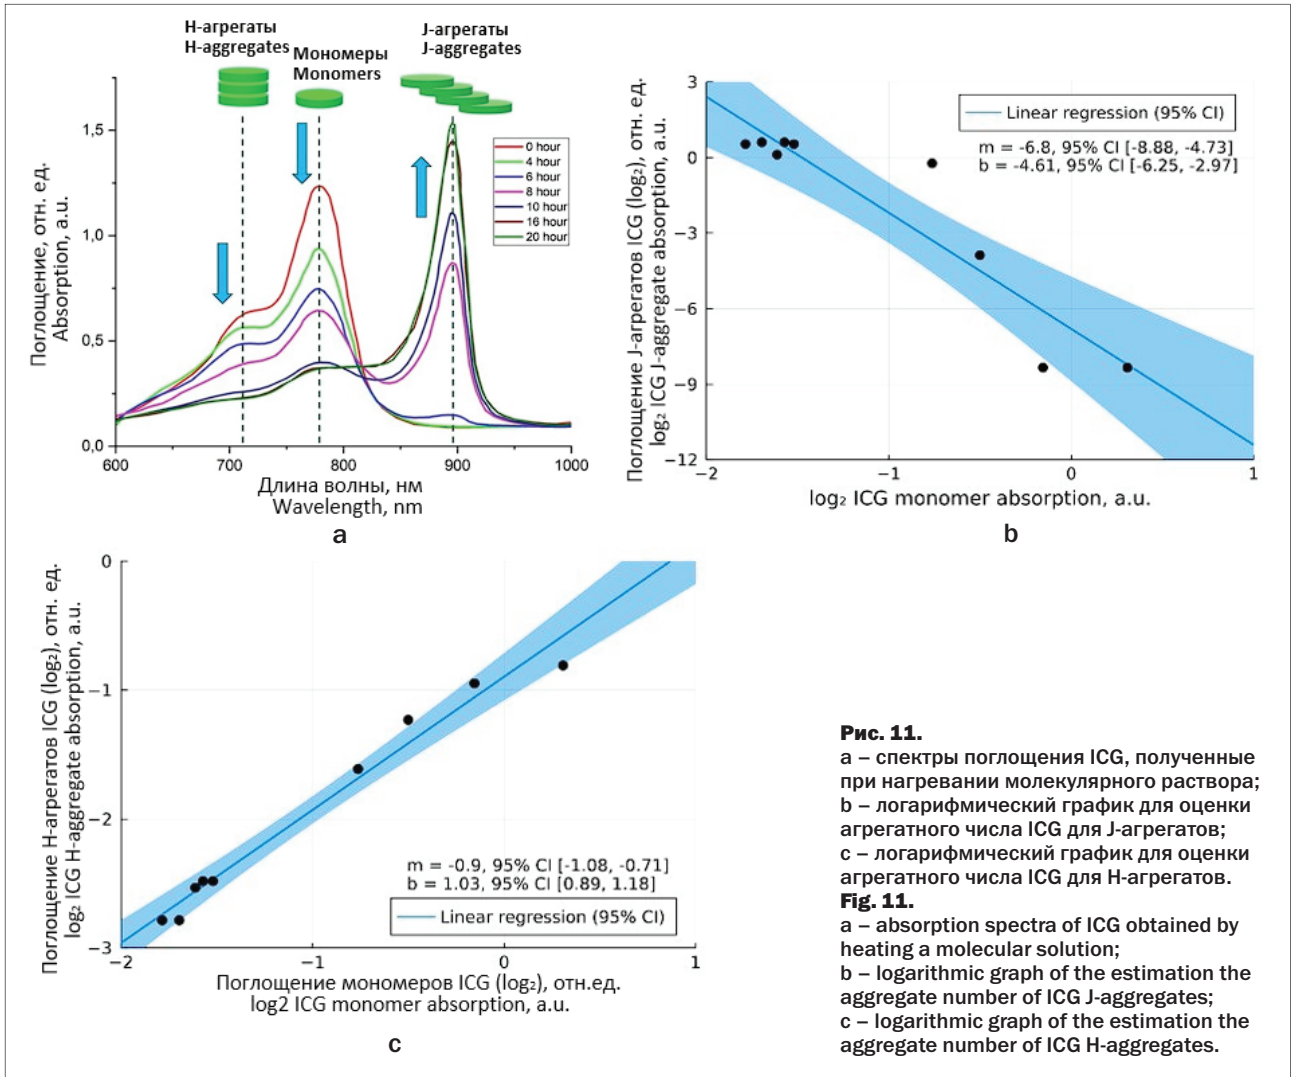 H-агрегаты
H-aggregates
Мономеры
Monomers
J-агрегаты
J-aggregates
Поглощение, отн. ед.
Absorption, a.u.
1,5
1,0
0,5
0,0
600
700
800
900
1000
0 hour
4 hour
6 hour
8 hour
10 hour
16 hour
20 hour
Длина волны, нм
Wavelength, nm
a
Поглощение J-агрегатов ICG (log₂), отн. ед.
log₂ ICG J-aggregate absorption, a.u.
3
0
−3
−6
−9
−12
−2
−1
0
1
Linear regression (95% CI)
m = -6.8, 95% CI [-8.88, -4.73]
b = -4.61, 95% CI [-6.25, -2.97]
log₂ ICG monomer absorption, a.u.
b
Поглощение H-агрегатов ICG (log₂), отн. ед.
log₂ ICG H-aggregate absorption, a.u.
0
−1
−2
−3
−2
−1
0
1
m = -0.9, 95% CI [-1.08, -0.71]
b = 1.03, 95% CI [0.89, 1.18]
Linear regression (95% CI)
Поглощение мономеров ICG (log₂), отн.ед.
log2 ICG monomer absorption, a.u.
c
Рис. 11.
a – спектры поглощения ICG, полученные
при нагревании молекулярного раствора;
b – логарифмический график для оценки
агрегатного числа ICG для J-агрегатов;
c – логарифмический график для оценки
агрегатного числа ICG для H-агрегатов.
Fig. 11.
a – absorption spectra of ICG obtained by
heating a molecular solution;
b – logarithmic graph of the estimation the
aggregate number of ICG J-aggregates;
c – logarithmic graph of the estimation the
aggregate number of ICG H-aggregates.